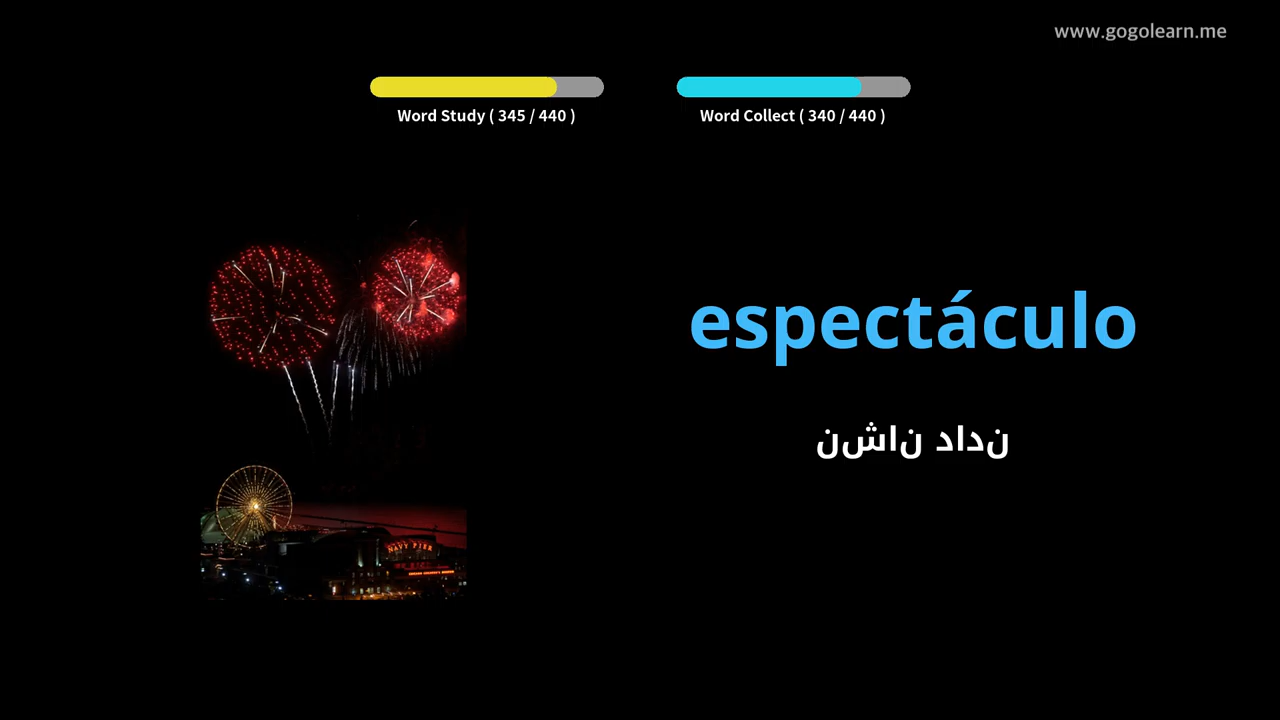 www.gogolearn.me
Word Study ( 345 / 440 )
Word Collect ( 340 / 440 )
espectáculo
نشان دادن
NAVY PIER